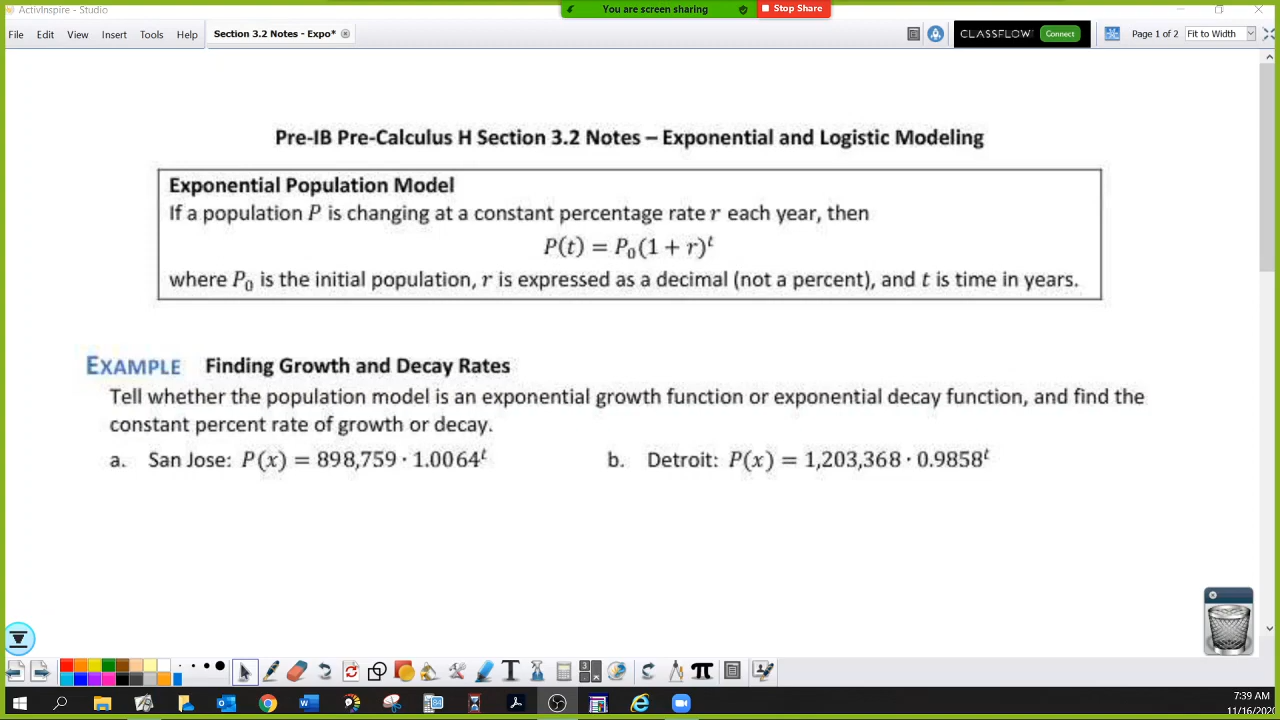 ActivInspire - Studio
You are screen sharing
Stop Share
File Edit View Insert Tools Help Section 3.2 Notes - Expo*
CLASSFLOW Connect
Page 1 of 2 Fit to Width
Pre-IB Pre-Calculus H Section 3.2 Notes – Exponential and Logistic Modeling
Exponential Population Model
If a population P is changing at a constant percentage rate r each year, then
P(t) = P₀(1 + r)ᵗ
where P₀ is the initial population, r is expressed as a decimal (not a percent), and t is time in years.
EXAMPLE Finding Growth and Decay Rates
Tell whether the population model is an exponential growth function or exponential decay function, and find the
constant percent rate of growth or decay.
a. San Jose: P(x) = 898,759 · 1.0064ᵗ
b. Detroit: P(x) = 1,203,368 · 0.9858ᵗ
7:39 AM